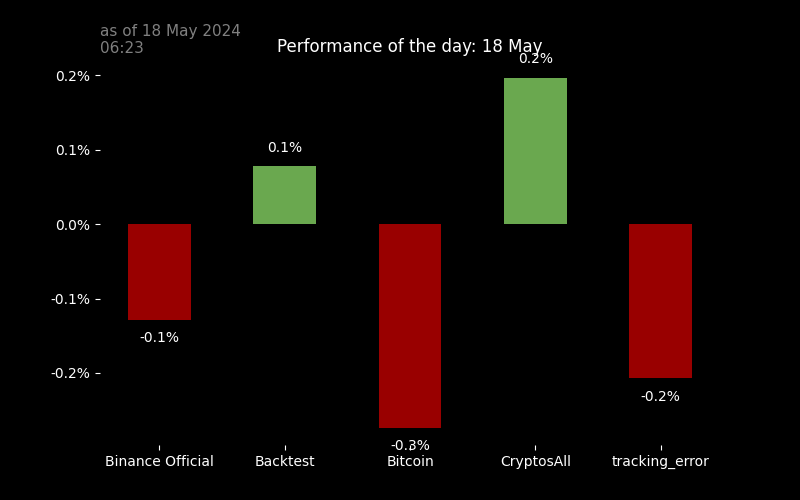 as of 18 May 2024
06:23
Performance of the day: 18 May
0.2%
0.2%
0.1%
0.1%
0.0%
-0.1%
-0.1%
-0.2%
-0.2%
-0.3%
Binance Official
Backtest
Bitcoin
CryptosAll
tracking_error